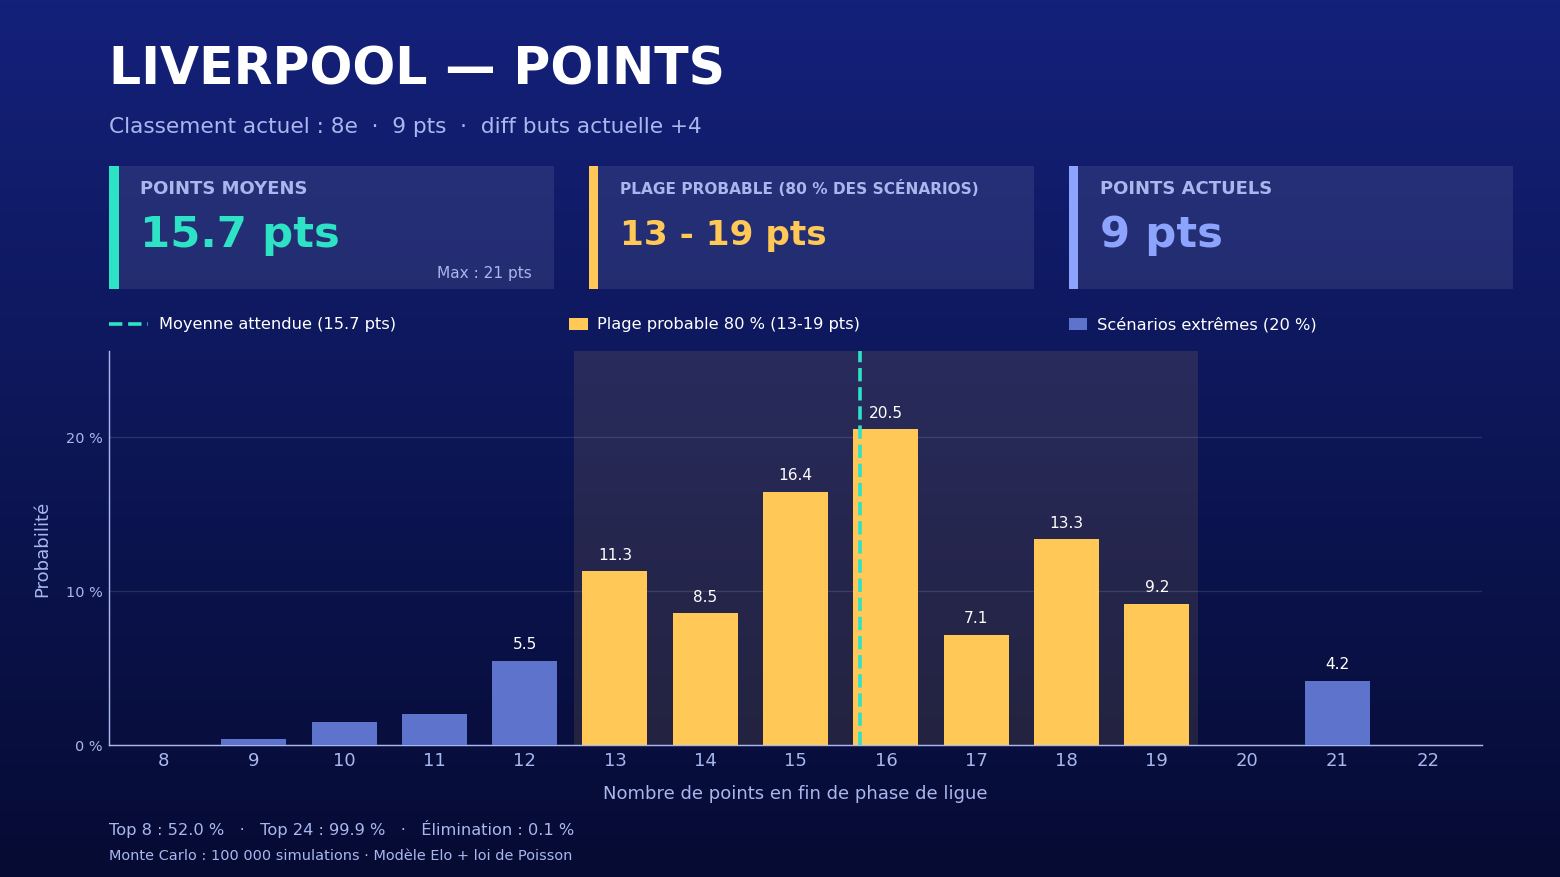 LIVERPOOL — POINTS
Classement actuel : 8e · 9 pts · diff buts actuelle +4
POINTS MOYENS
15.7 pts
Max : 21 pts
PLAGE PROBABLE (80 % DES SCÉNARIOS)
13 - 19 pts
POINTS ACTUELS
9 pts
Moyenne attendue (15.7 pts)
Plage probable 80 % (13-19 pts)
Scénarios extrêmes (20 %)
Probabilité
20 %
10 %
0 %
5.5
11.3
8.5
16.4
20.5
7.1
13.3
9.2
4.2
8 9 10 11 12 13 14 15 16 17 18 19 20 21 22
Nombre de points en fin de phase de ligue
Top 8 : 52.0 % · Top 24 : 99.9 % · Élimination : 0.1 %
Monte Carlo : 100 000 simulations · Modèle Elo + loi de Poisson